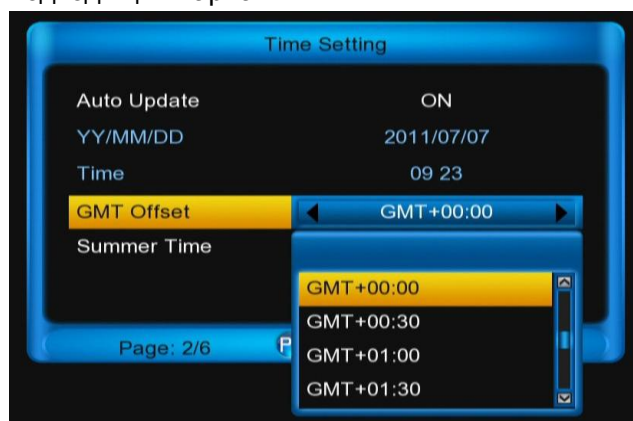 Time Setting
Auto Update ON
YY/MM/DD 2011/07/07
Time 09 23
GMT Offset GMT+00:00
Summer Time
GMT+00:00
GMT+00:30
GMT+01:00
GMT+01:30
Page: 2/6 P